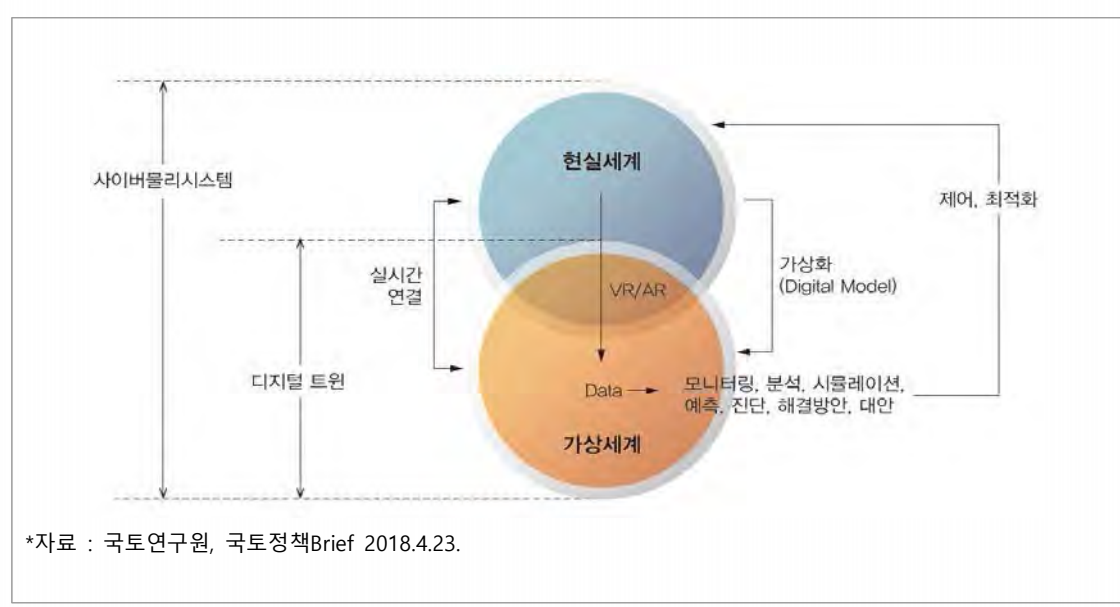 현실세계
사이버물리시스템
제어, 최적화
실시간
연결
가상화
(Digital Model)
VR/AR
디지털 트윈
Data
모니터링, 분석, 시뮬레이션,
예측, 진단, 해결방안, 대안
가상세계
*자료 : 국토연구원, 국토정책Brief 2018.4.23.